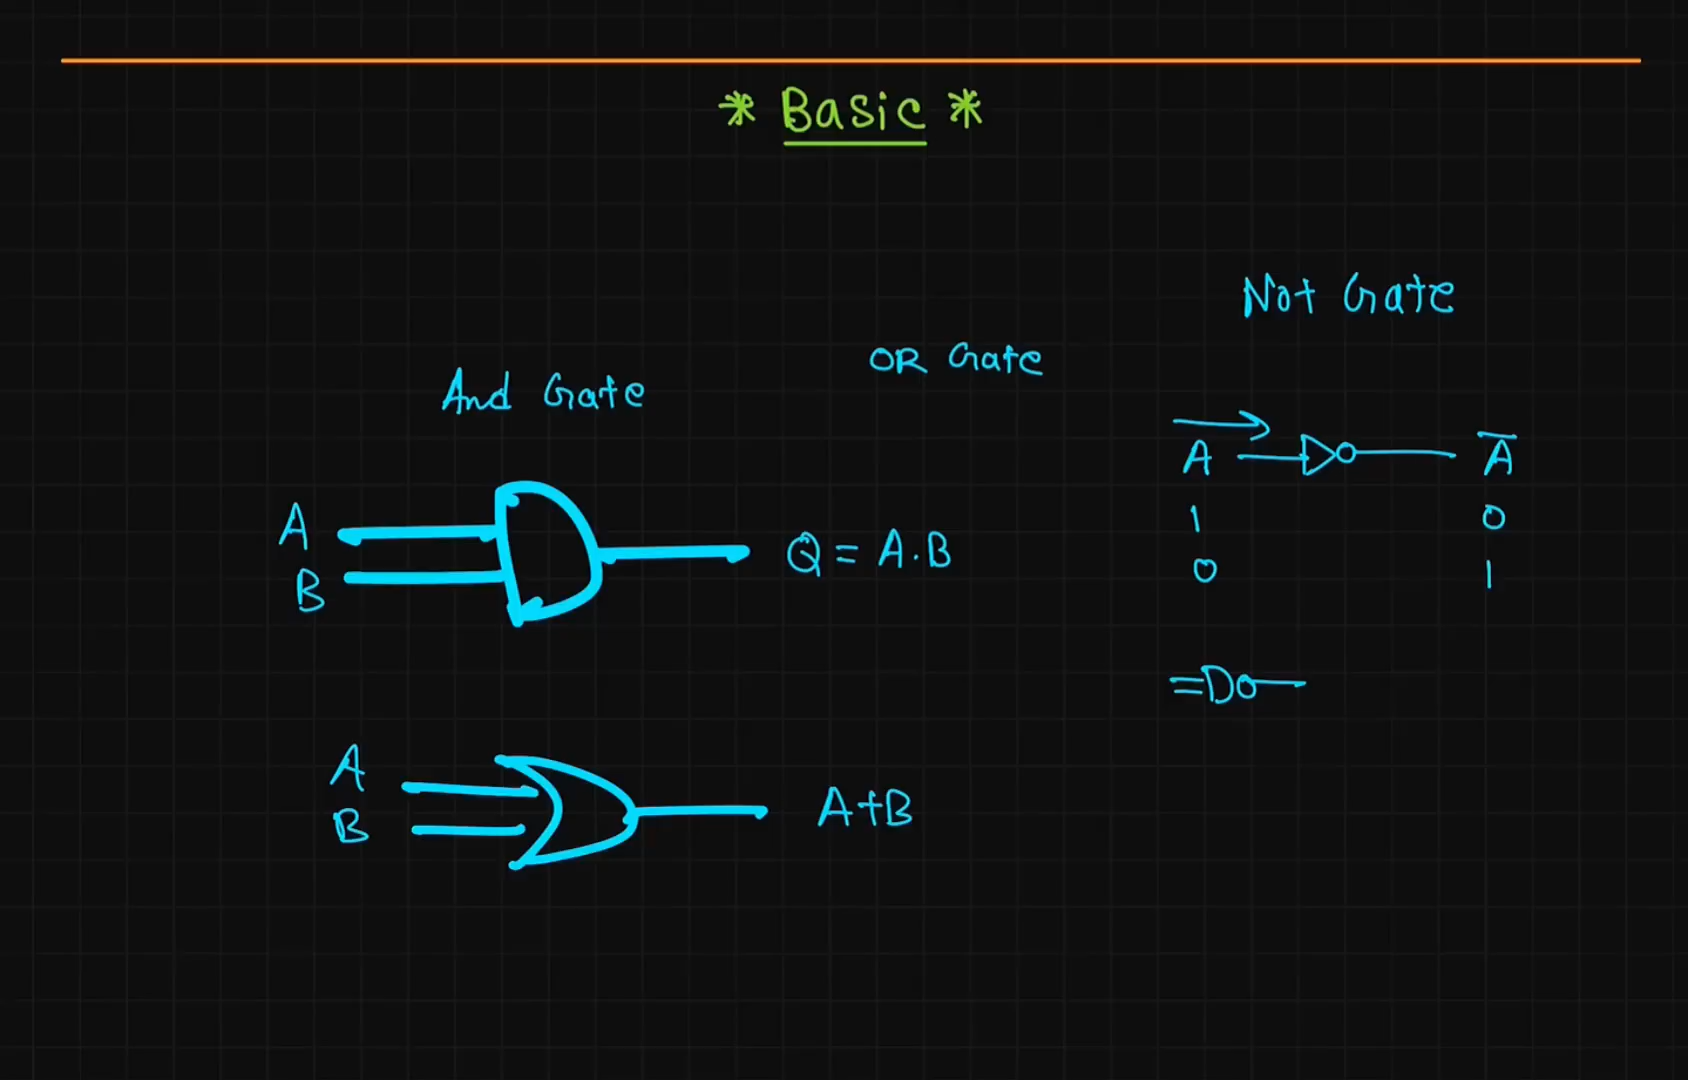 * Basic *
Not Gate
OR Gate
And Gate
A
B
Q = A.B
A A̅
1 0
0 1
A
B
A+B